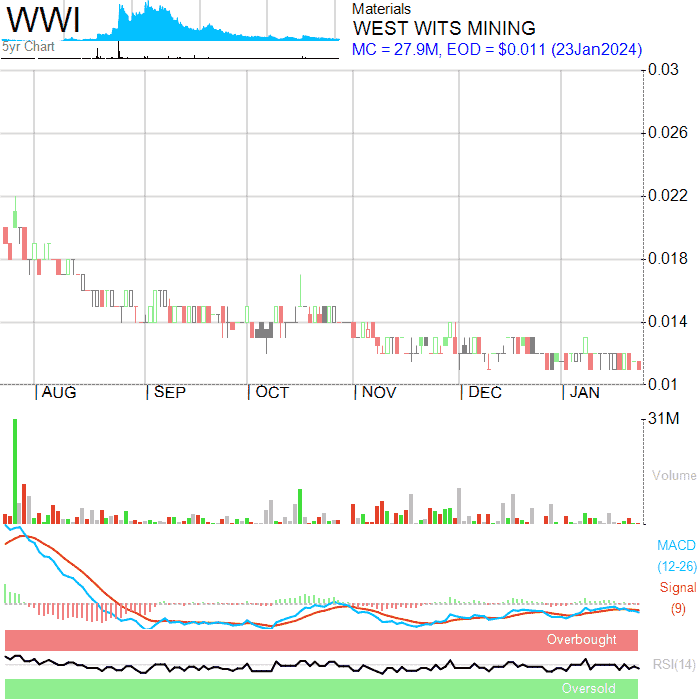 WWI
5yr Chart
Materials
WEST WITS MINING
MC = 27.9M, EOD = $0.011 (23Jan2024)
0.03
0.026
0.022
0.018
0.014
0.01
AUG SEP OCT NOV DEC JAN
31M
Volume
MACD
(12-26)
Signal
(9)
Overbought
RSI(14)
Oversold